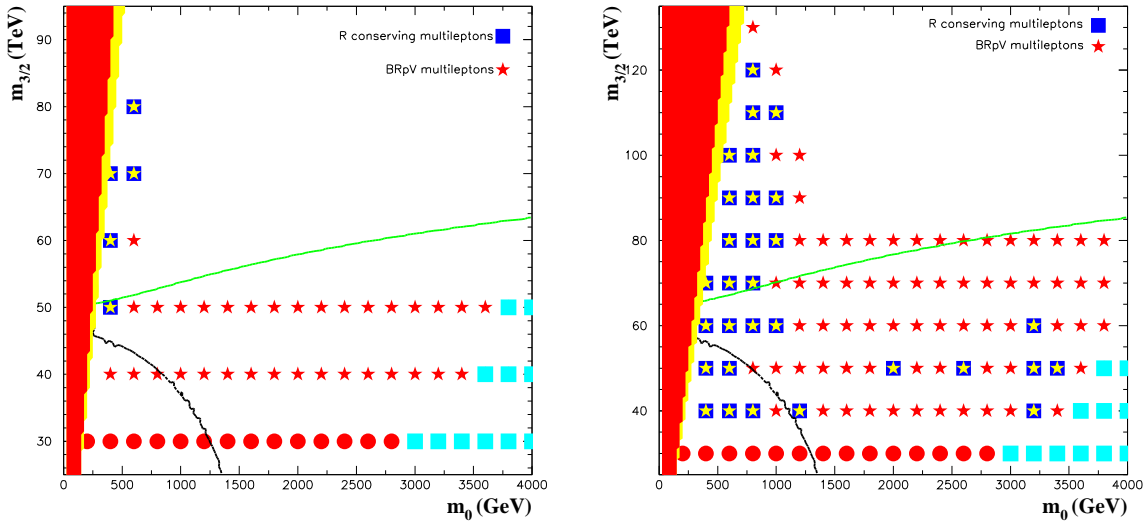 m3/2 (TeV)
R conserving multileptons
BRpV multileptons
90
80
70
60
50
40
30
0 500 1000 1500 2000 2500 3000 3500 4000
m0 (GeV)
m3/2 (TeV)
R conserving multileptons
BRpV multileptons
120
100
80
60
40
0 500 1000 1500 2000 2500 3000 3500 4000
m0 (GeV)